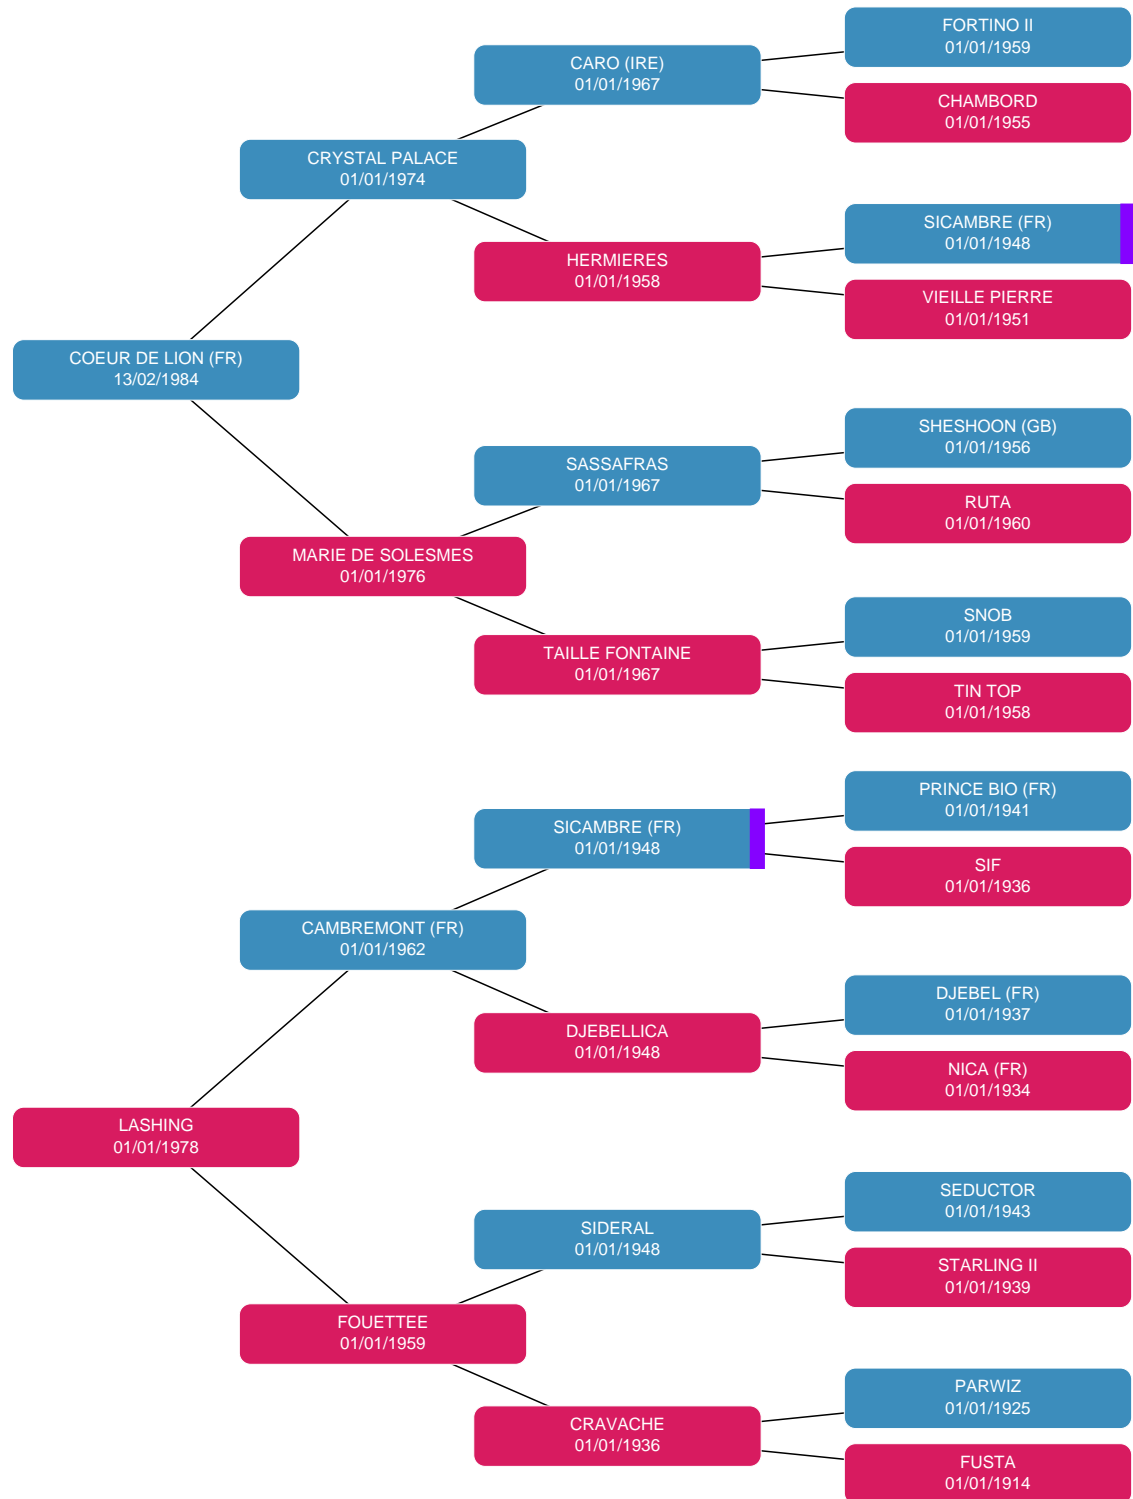 FORTINO II
01/01/1959
CARO (IRE)
01/01/1967
CHAMBORD
01/01/1955
CRYSTAL PALACE
01/01/1974
SICAMBRE (FR)
01/01/1948
HERMIERES
01/01/1958
VIEILLE PIERRE
01/01/1951
COEUR DE LION (FR)
13/02/1984
SHESHOON (GB)
01/01/1956
SASSAFRAS
01/01/1967
RUTA
01/01/1960
MARIE DE SOLESMES
01/01/1976
SNOB
01/01/1959
TAILLE FONTAINE
01/01/1967
TIN TOP
01/01/1958
PRINCE BIO (FR)
01/01/1941
SICAMBRE (FR)
01/01/1948
SIF
01/01/1936
CAMBREMONT (FR)
01/01/1962
DJEBEL (FR)
01/01/1937
DJEBELLICA
01/01/1948
NICA (FR)
01/01/1934
LASHING
01/01/1978
SEDUCTOR
01/01/1943
SIDERAL
01/01/1948
STARLING II
01/01/1939
FOUETTEE
01/01/1959
PARWIZ
01/01/1925
CRAVACHE
01/01/1936
FUSTA
01/01/1914